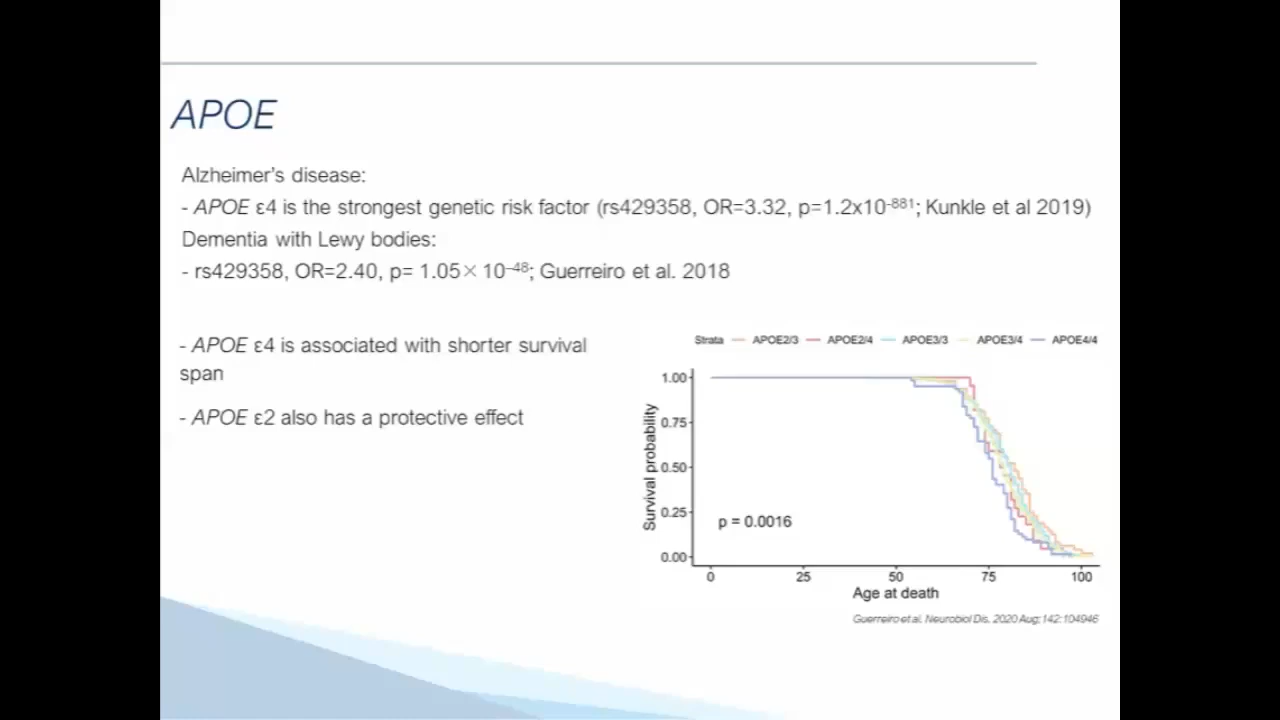 APOE
Alzheimer's disease:
- APOE ε4 is the strongest genetic risk factor (rs429358, OR=3.32, p=1.2x10⁻⁸⁸¹; Kunkle et al 2019)
Dementia with Lewy bodies:
- rs429358, OR=2.40, p= 1.05× 10⁻⁴⁸; Guerreiro et al. 2018
- APOE ε4 is associated with shorter survival
span
- APOE ε2 also has a protective effect
Strata APOE2/3 APOE2/4 APOE3/3 APOE3/4 APOE4/4
Survival probability
1.00
0.75
0.50
0.25
0.00
p = 0.0016
0 25 50 75 100
Age at death
Guerreiro et al. Neurobiol Dis. 2020 Aug;142:104946